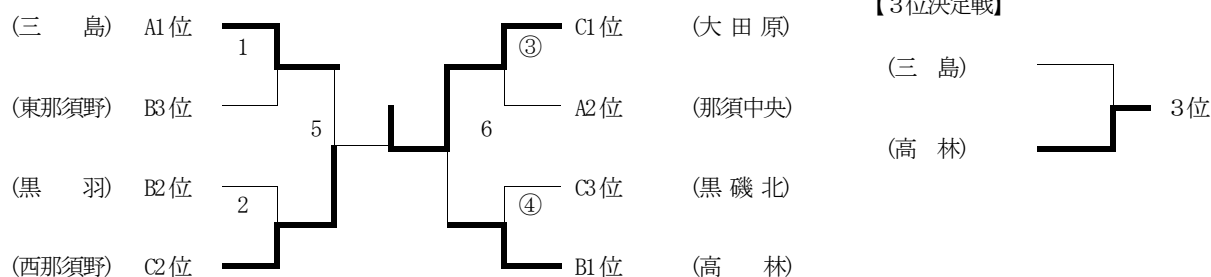 【3位決定戦】
(三　　島) A1位 1 ③ C1位 (大 田 原)
(三　島)
(東那須野) B3位 A2位 (那須中央) 3位
5 6
(高　林)
(黒　　羽) B2位 2 ④ C3位 (黒 磯 北)
(西那須野) C2位 B1位 (高　　林)